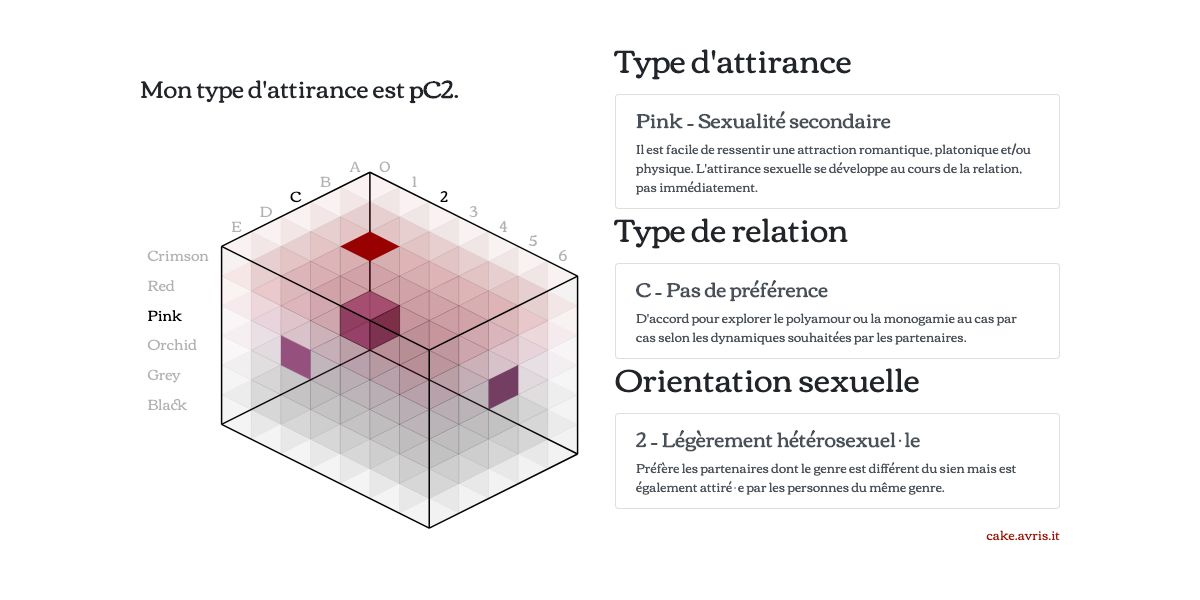 Mon type d'attirance est pC2.
A O
B 1
C 2
D 3
E 4
5
6
Crimson
Red
Pink
Orchid
Grey
Black
Type d'attirance
Pink - Sexualité secondaire
Il est facile de ressentir une attraction romantique, platonique et/ou
physique. L'attirance sexuelle se développe au cours de la relation,
pas immédiatement.
Type de relation
C - Pas de préférence
D'accord pour explorer le polyamour ou la monogamie au cas par
cas selon les dynamiques souhaitées par les partenaires.
Orientation sexuelle
2 - Légèrement hétérosexuel·le
Préfère les partenaires dont le genre est différent du sien mais est
également attiré·e par les personnes du même genre.
cake.avris.it